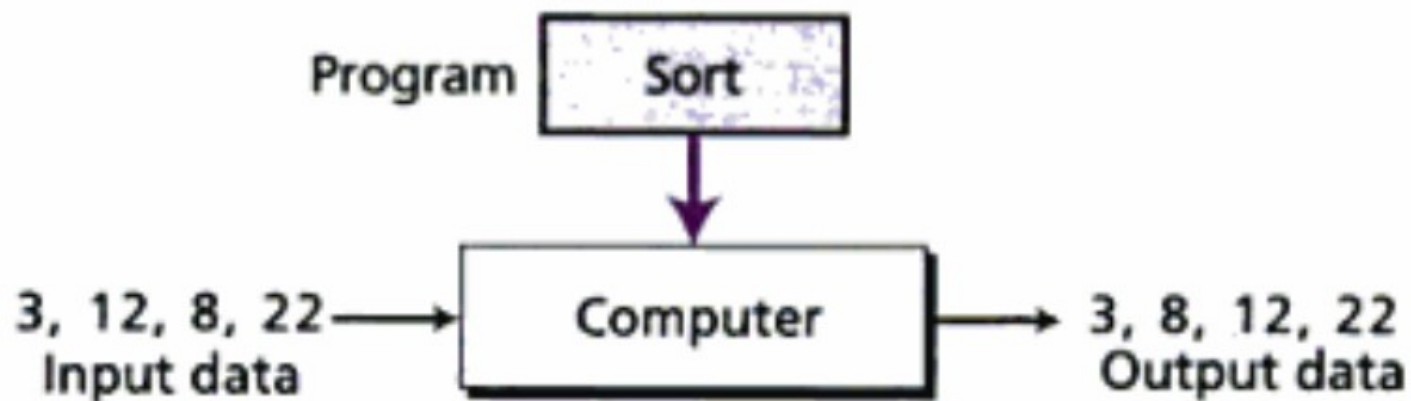 Program
Sort
3, 12, 8, 22
Input data
Computer
3, 8, 12, 22
Output data